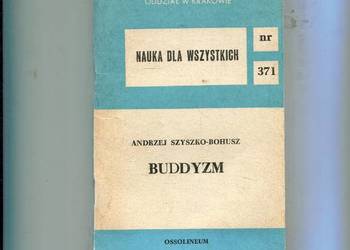 ODDZIAŁ W KRAKOWIE
NAUKA DLA WSZYSTKICH
nr
371
ANDRZEJ SZYSZKO-BOHUSZ
BUDDYZM
OSSOLINEUM